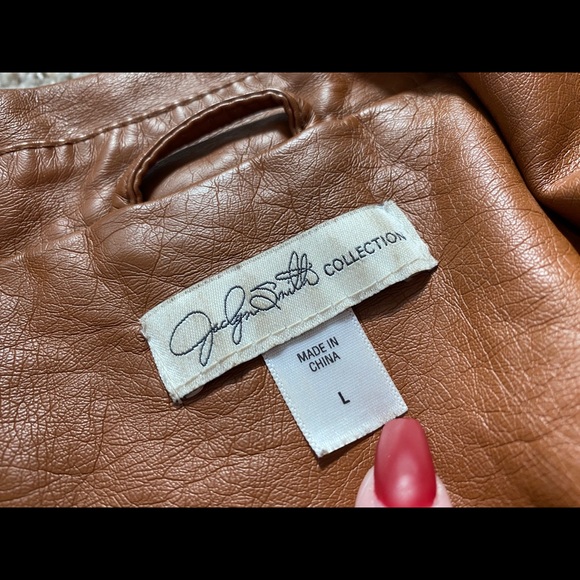 Jaclyn Smith COLLECTION
MADE IN
CHINA
L